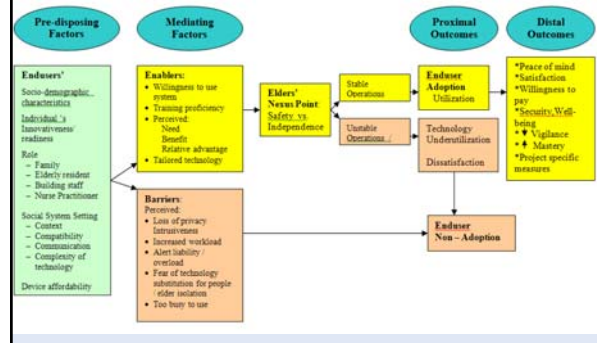 Pre-disposing
Factors
Mediating
Factors
Proximal
Outcomes
Distal
Outcomes
Endusers'
Socio-demographic
characteristics
Individual 's
Innovativeness/
readiness
Role
– Family
– Elderly resident
– Building staff
– Nurse Practitioner
Social System Setting
– Context
– Compatibility
– Communication
– Complexity of
technology
Device affordability
Enablers:
• Willingness to use
system
• Training proficiency
• Perceived:
Need
Benefit
Relative advantage
• Tailored technology
Barriers:
Perceived:
• Loss of privacy
Intrusiveness
• Increased workload
• Alert liability /
overload
• Fear of technology
substitution for people
/ elder isolation
• Too busy to use
Elders'
Nexus Point
Safety vs.
Independence
Stable
Operations
Unstable
Operations /
Enduser
Adoption
Utilization
Technology
Underutilization
Dissatisfaction
Enduser
Non – Adoption
*Peace of mind
*Satisfaction
*Willingness to
pay
*Security,Well-
being
* Vigilance
* Mastery
*Project specific
measures